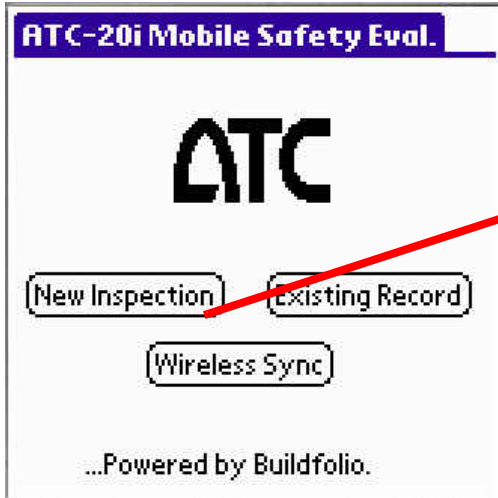 ATC-20i Mobile Safety Eval.
ATC
New Inspection Existing Record
Wireless Sync
...Powered by Buildfolio.